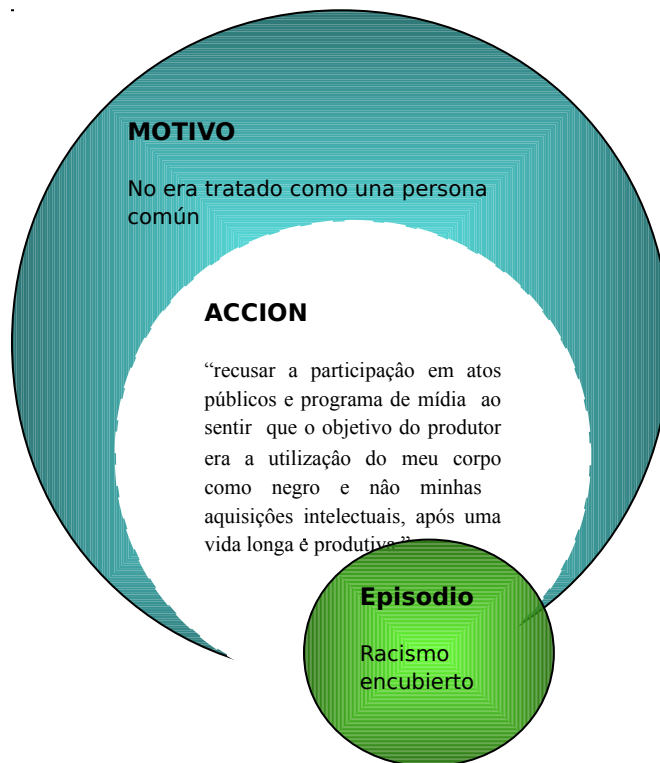 MOTIVO
No era tratado como una persona
común
ACCION
“recusar a participaçâo em atos
públicos e programa de mídia ao
sentir que o objetivo do produtor
era a utilizaçâo do meu corpo
como negro e nâo minhas
aquisiçôes intelectuais, após uma
vida longa e produtiva.”
Episodio
Racismo
encubierto